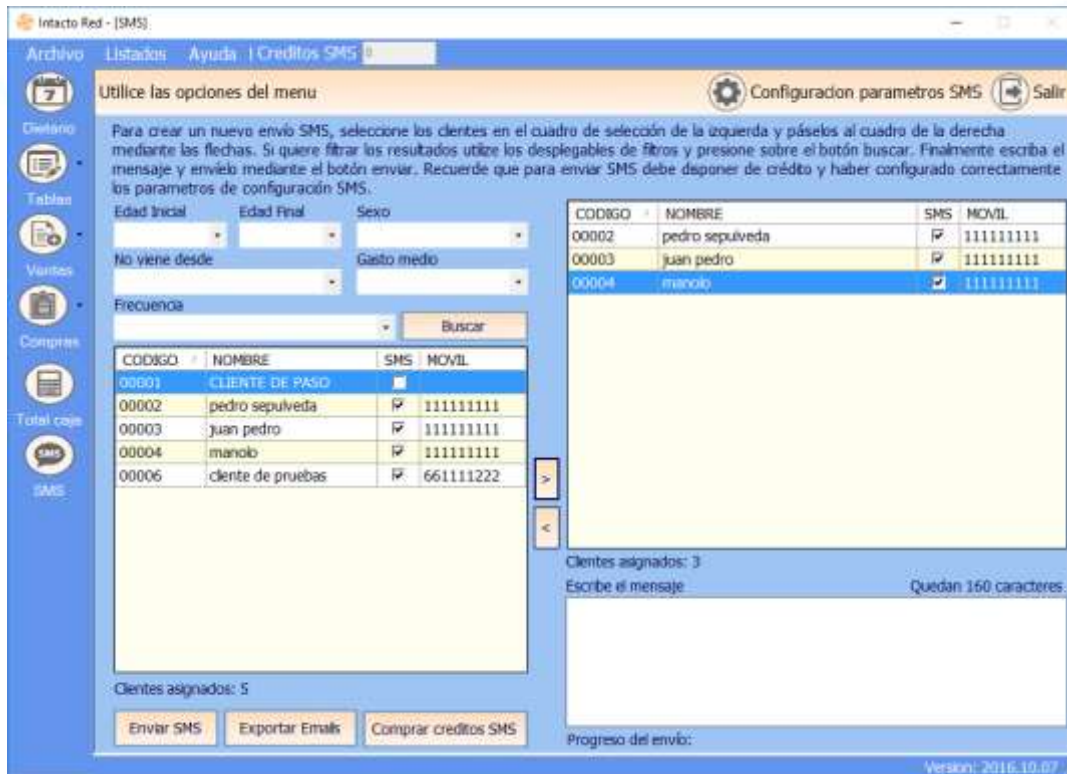 Intacto Red - [SMS]
Archivo Listados Ayuda | Creditos SMS 0
Utilice las opciones del menu
Configuracion parametros SMS
Salir
Dietario
Tablas
Ventas
Compras
Total caja
SMS
Para crear un nuevo envío SMS, seleccione los clientes en el cuadro de selección de la izquierda y páselos al cuadro de la derecha
mediante las flechas. Si quiere filtrar los resultados utilize los desplegables de filtros y presione sobre el botón buscar. Finalmente escriba el
mensaje y envíelo mediante el botón enviar. Recuerde que para enviar SMS debe disponer de crédito y haber configurado correctamente
los parametros de configuración SMS.
Edad Inicial Edad Final Sexo
No viene desde Gasto medio
Frecuencia
Buscar
CODIGO NOMBRE SMS MOVIL
00001 CLIENTE DE PASO
00002 pedro sepulveda 111111111
00003 juan pedro 111111111
00004 manolo 111111111
00006 cliente de pruebas 661111222
Clientes asignados: 5
Enviar SMS Exportar Emails Comprar creditos SMS
>
<
CODIGO NOMBRE SMS MOVIL
00002 pedro sepulveda 111111111
00003 juan pedro 111111111
00004 manolo 111111111
Clientes asignados: 3
Escribe el mensaje Quedan 160 caracteres
Progreso del envío:
Version: 2016.10.07